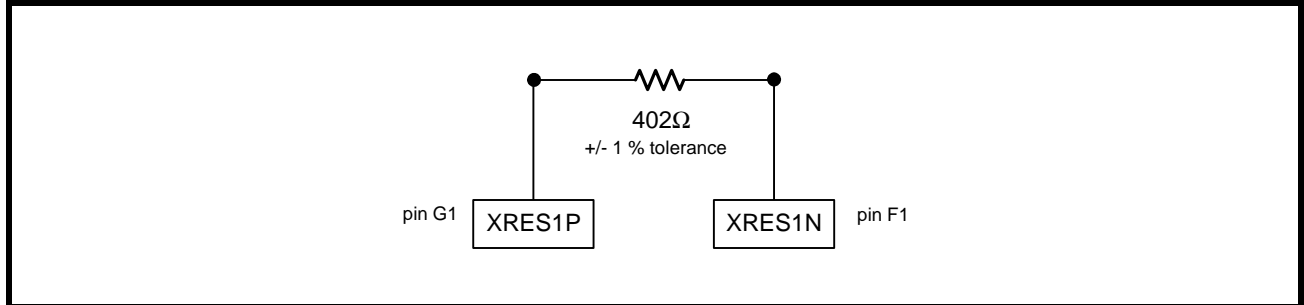 402Ω
+/- 1 % tolerance
pin G1
XRES1P
XRES1N
pin F1